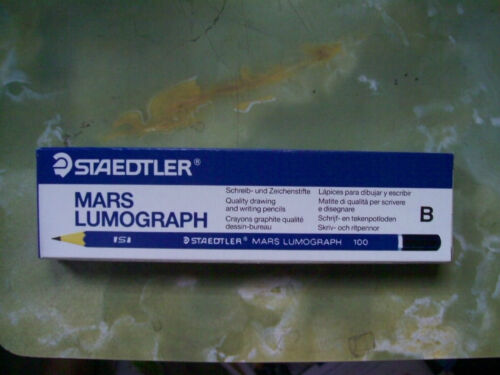 STAEDTLER®
MARS
LUMOGRAPH
Schreib- und Zeichenstifte
Quality drawing
and writing pencils
Crayons graphite qualité
dessin-bureau
Lápices para dibujar y escribir
Matite di qualità per scrivere
e disegnare
Schrijf- en tekenpotloden
Skriv- och ritpennor
B
STAEDTLER® MARS LUMOGRAPH 100